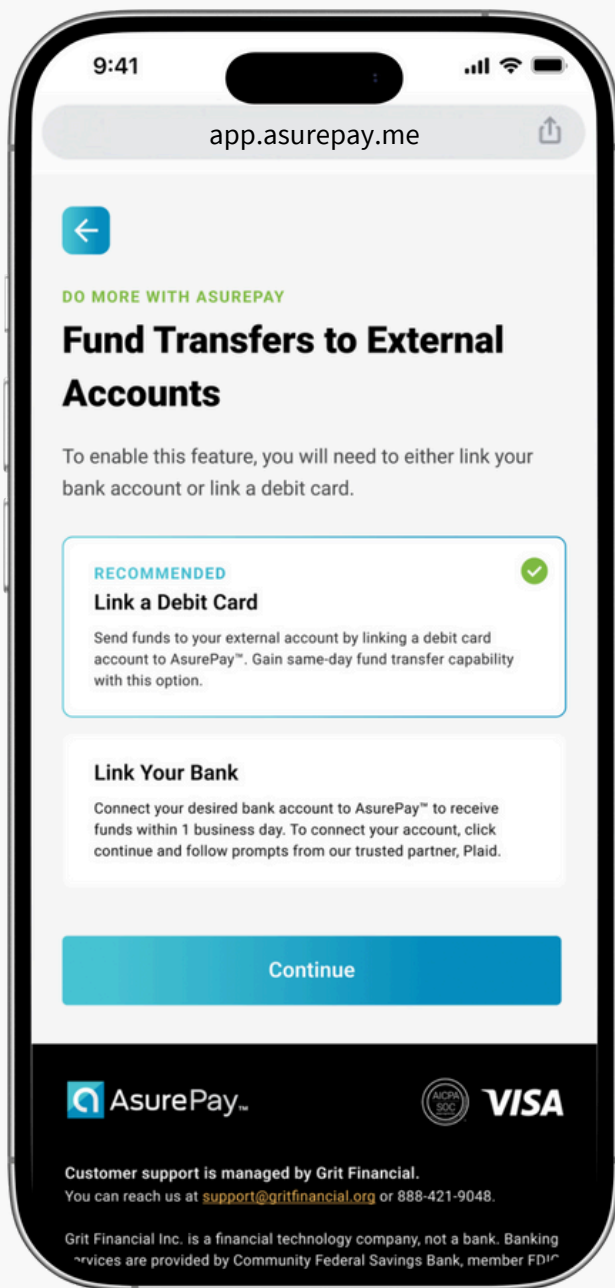 9:41
app.asurepay.me
DO MORE WITH ASUREPAY
Fund Transfers to External
Accounts
To enable this feature, you will need to either link your
bank account or link a debit card.
RECOMMENDED
Link a Debit Card
Send funds to your external account by linking a debit card
account to AsurePay™. Gain same-day fund transfer capability
with this option.
Link Your Bank
Connect your desired bank account to AsurePay™ to receive
funds within 1 business day. To connect your account, click
continue and follow prompts from our trusted partner, Plaid.
Continue
AsurePay™
AICPA
SOC
VISA
Customer support is managed by Grit Financial.
You can reach us at support@gritfinancial.org or 888-421-9048.
Grit Financial Inc. is a financial technology company, not a bank. Banking
are provided by Community Federal Savings Bank, member FDIC